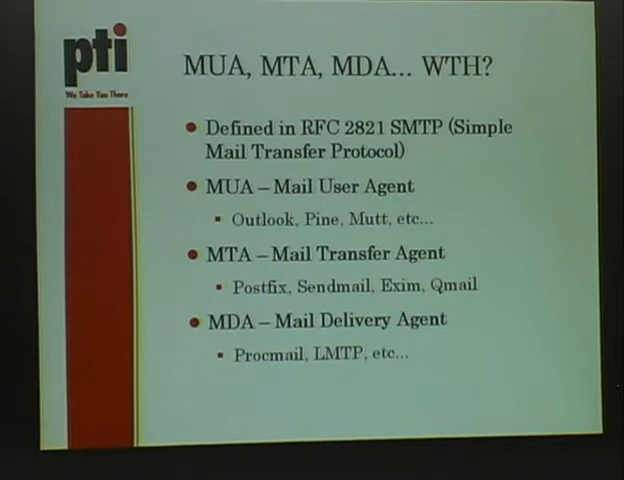 pti
We Take You There
MUA, MTA, MDA... WTH?
Defined in RFC 2821 SMTP (Simple
Mail Transfer Protocol)
MUA – Mail User Agent
Outlook, Pine, Mutt, etc...
MTA – Mail Transfer Agent
Postfix, Sendmail, Exim, Qmail
MDA – Mail Delivery Agent
Procmail, LMTP, etc...